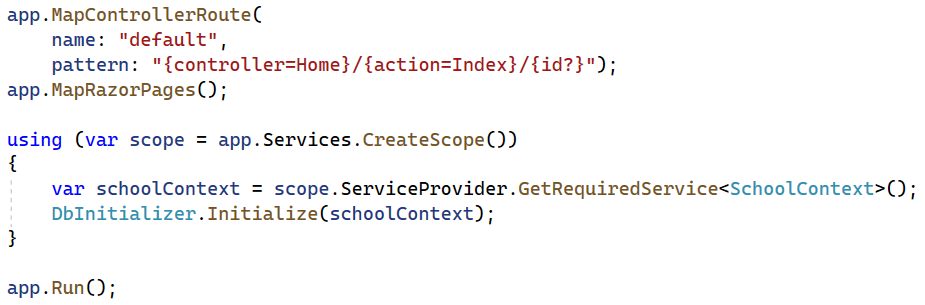 app.MapControllerRoute(
    name: "default",
    pattern: "{controller=Home}/{action=Index}/{id?}");
app.MapRazorPages();

using (var scope = app.Services.CreateScope())
{
    var schoolContext = scope.ServiceProvider.GetRequiredService<SchoolContext>();
    DbInitializer.Initialize(schoolContext);
}

app.Run();